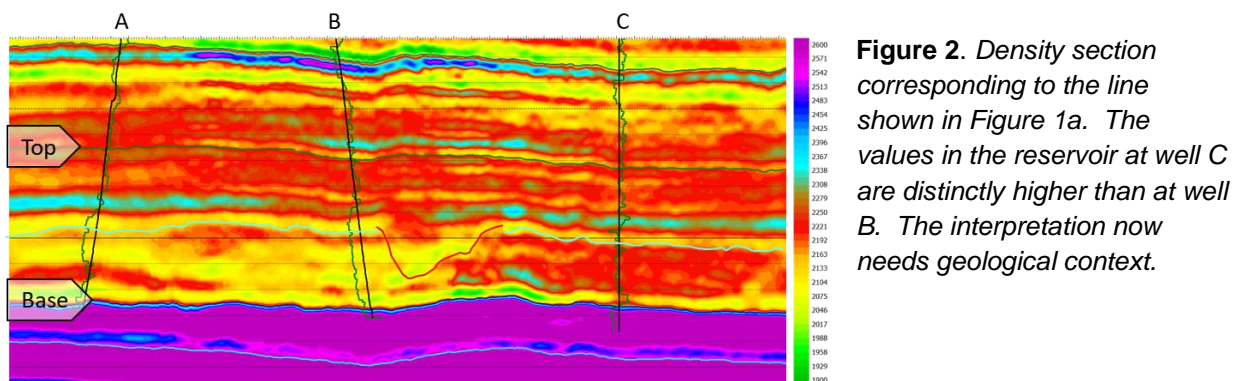 A B C
Top
Base
2600
2571
2542
2513
2483
2454
2425
2396
2367
2338
2308
2279
2250
2221
2192
2163
2133
2104
2075
2046
2017
1988
1958
1929
1900
Figure 2. Density section
corresponding to the line
shown in Figure 1a. The
values in the reservoir at well C
are distinctly higher than at well
B. The interpretation now
needs geological context.